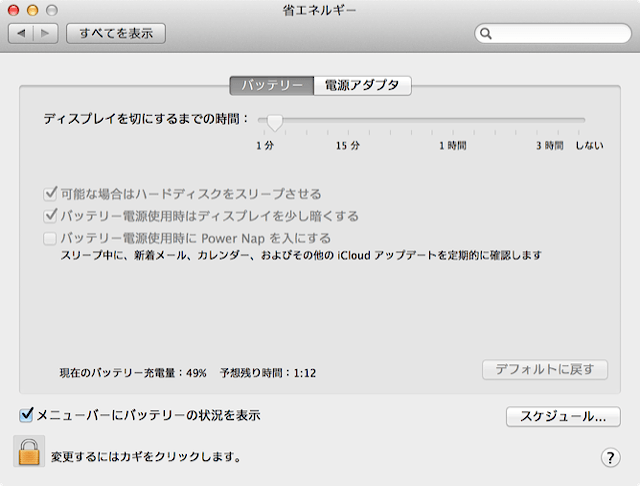 省エネルギー
すべてを表示
バッテリー 電源アダプタ
ディスプレイを切にするまでの時間：
1 分 15 分 1 時間 3 時間 しない
可能な場合はハードディスクをスリープさせる
バッテリー電源使用時はディスプレイを少し暗くする
バッテリー電源使用時に Power Nap を入にする
スリープ中に、新着メール、カレンダー、およびその他の iCloud アップデートを定期的に確認します
現在のバッテリー充電量：49% 予想残り時間：1:12
デフォルトに戻す
メニューバーにバッテリーの状況を表示
スケジュール...
変更するにはカギをクリックします。
?